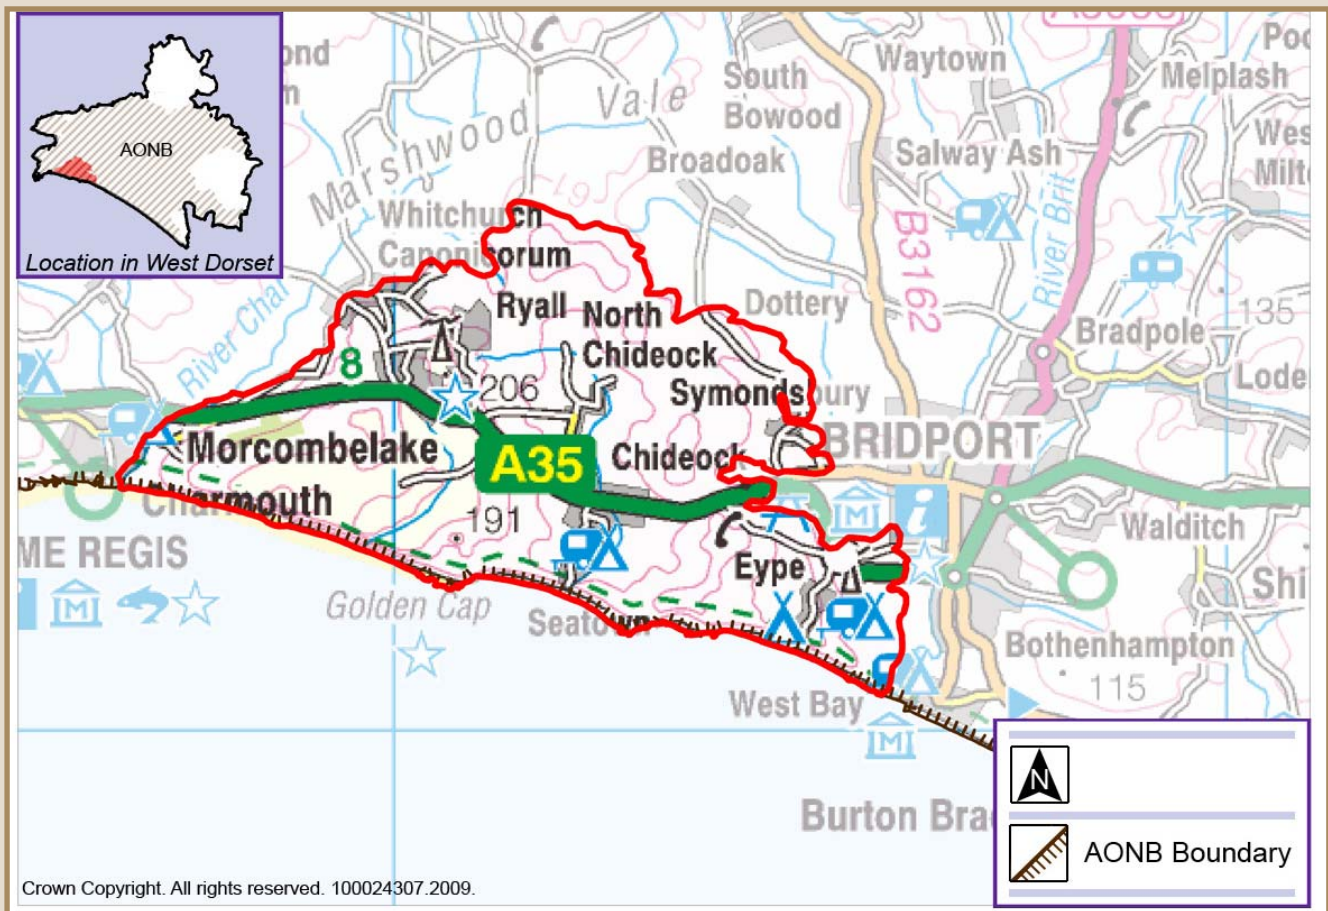 AONB
Location in West Dorset
Waytown
Melplash
South
Bowood
Vale
Marshwood
Broadoak
Salway Ash
Whitchurch
Canonicorum
Ryall
North
Chideock
Dottery
B3162
River Brit
Bradpole
135
River Char
8
206
Symondsbury
Morcombelake
A35
Chideock
BRIDPORT
Charmouth
191
Walditch
ME REGIS
Eype
Golden Cap
Seatown
Bothenhampton
115
West Bay
Burton Bra
N
AONB Boundary
Crown Copyright. All rights reserved. 100024307.2009.